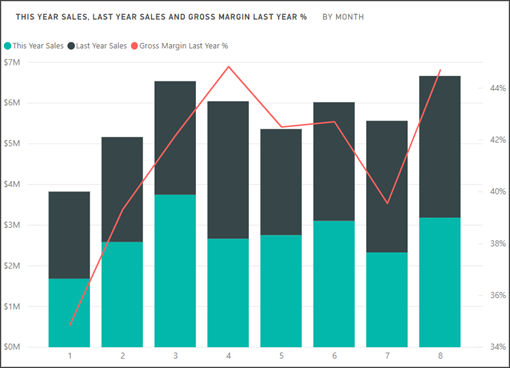 THIS YEAR SALES, LAST YEAR SALES AND GROSS MARGIN LAST YEAR % BY MONTH
This Year Sales Last Year Sales Gross Margin Last Year %
$7M
$6M 44%
$5M 42%
$4M 40%
$3M
$2M 38%
$1M 36%
$0M 34%
1 2 3 4 5 6 7 8